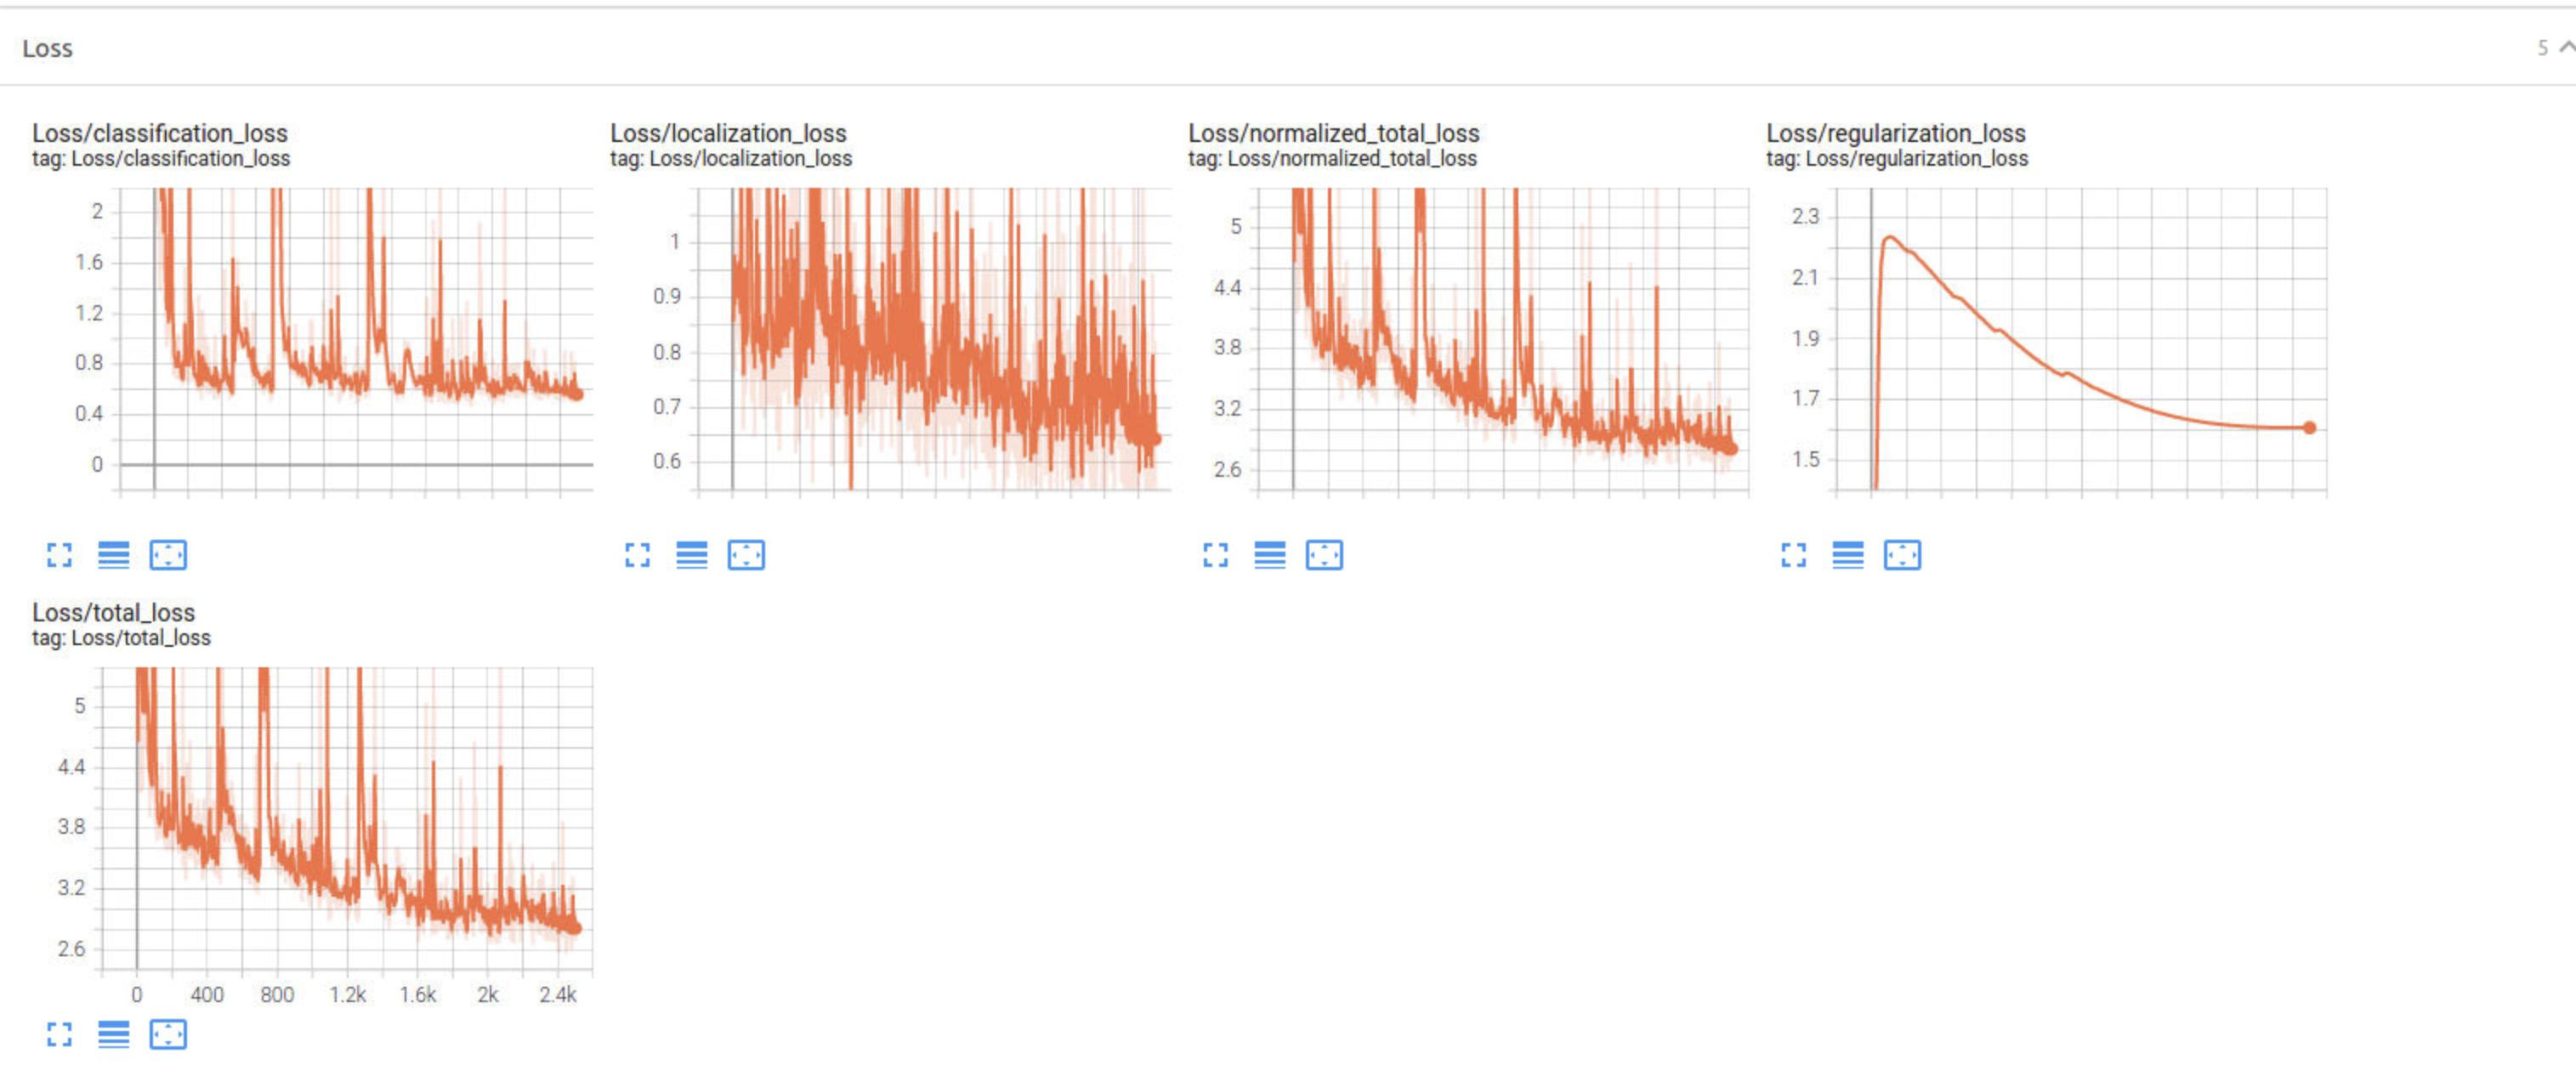 Loss
5
Loss/classification_loss
tag: Loss/classification_loss
2
1.6
1.2
0.8
0.4
0
Loss/localization_loss
tag: Loss/localization_loss
1
0.9
0.8
0.7
0.6
Loss/normalized_total_loss
tag: Loss/normalized_total_loss
5
4.4
3.8
3.2
2.6
Loss/regularization_loss
tag: Loss/regularization_loss
2.3
2.1
1.9
1.7
1.5
Loss/total_loss
tag: Loss/total_loss
5
4.4
3.8
3.2
2.6
0 400 800 1.2k 1.6k 2k 2.4k